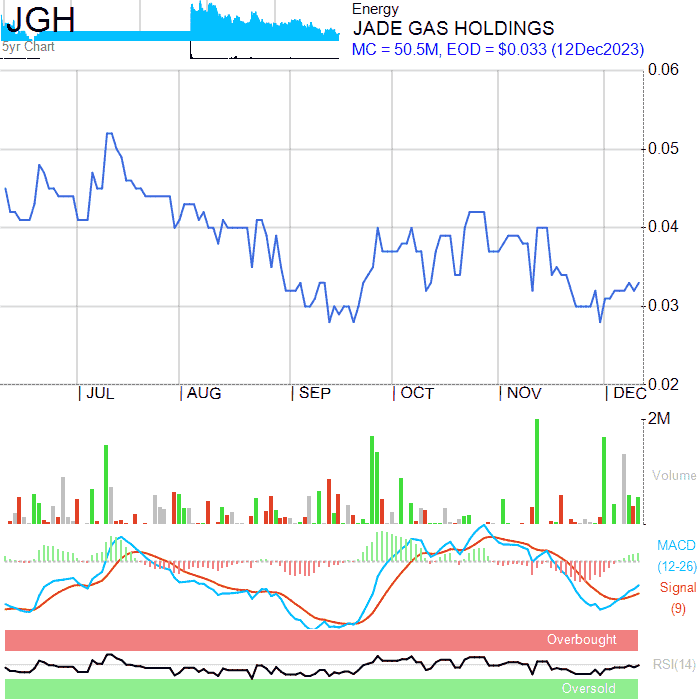 JGH
5yr Chart
Energy
JADE GAS HOLDINGS
MC = 50.5M, EOD = $0.033 (12Dec2023)
0.06
0.05
0.04
0.03
0.02
| JUL | AUG | SEP | OCT | NOV | DEC
2M
Volume
MACD
(12-26)
Signal
(9)
Overbought
RSI(14)
Oversold